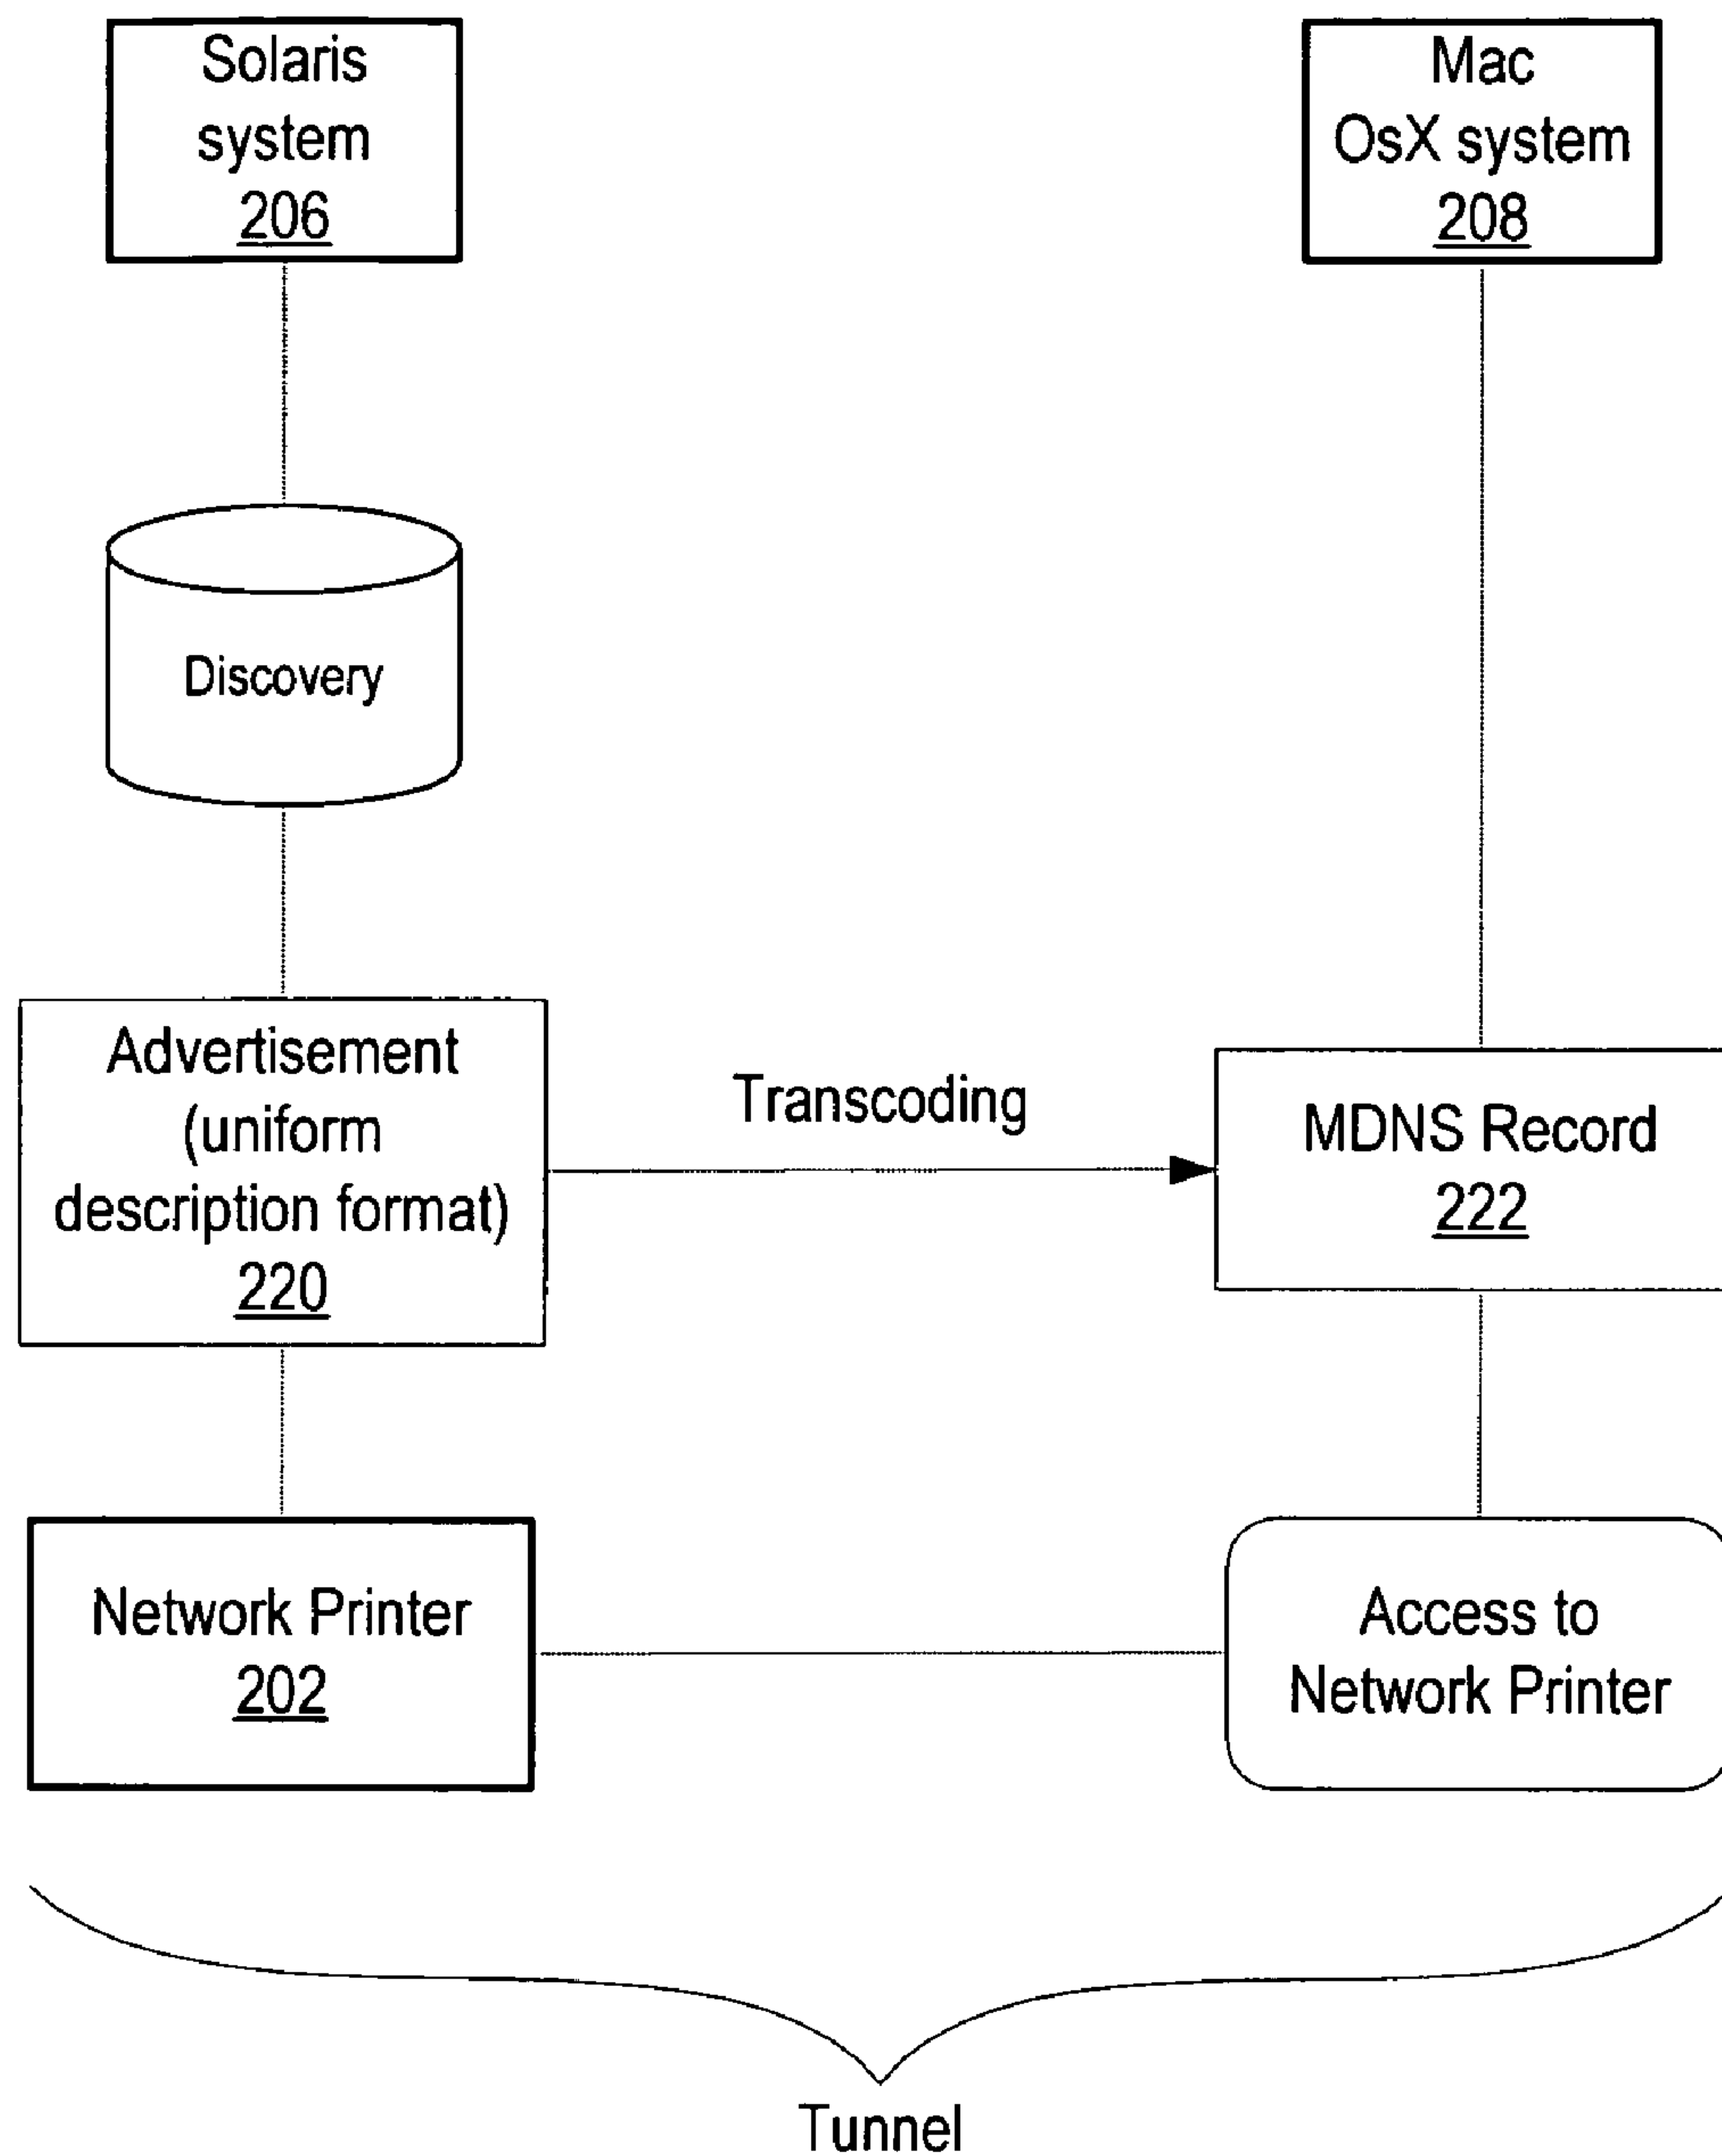 Solaris
system
206
Mac
OsX system
208
Discovery
Advertisement
(uniform
description format)
220
Transcoding
MDNS Record
222
Network Printer
202
Access to
Network Printer
Tunnel